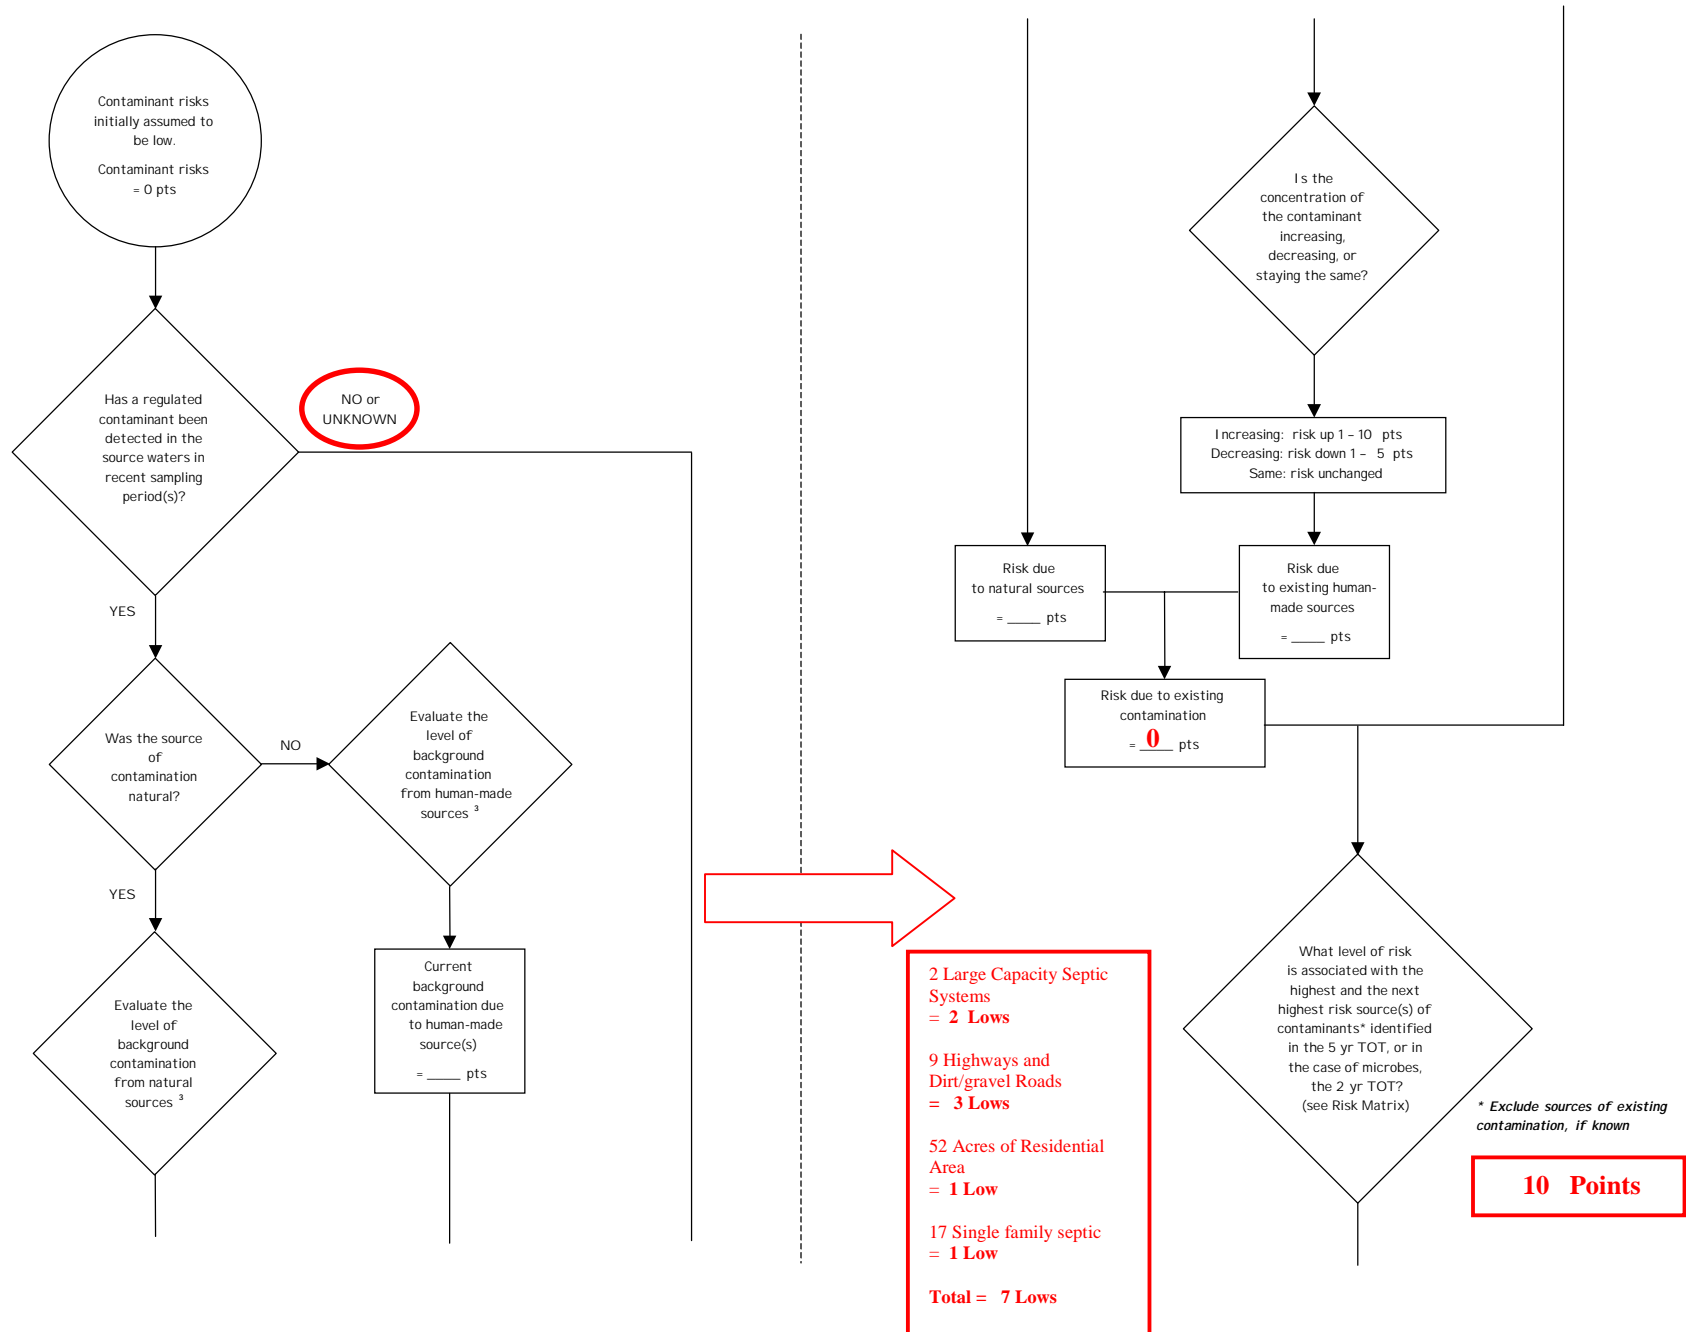 Contaminant risks
initially assumed to
be low.
Contaminant risks
= 0 pts
Has a regulated
contaminant been
detected in the
source waters in
recent sampling
period(s)?
NO or
UNKNOWN
YES
Was the source
of
contamination
natural?
NO
Evaluate the
level of
background
contamination
from human-made
sources ³
YES
Evaluate the
level of
background
contamination
from natural
sources ³
Current
background
contamination due
to human-made
source(s)
= ____ pts
Is the
concentration of
the contaminant
increasing,
decreasing, or
staying the same?
Increasing: risk up 1 – 10 pts
Decreasing: risk down 1 – 5 pts
Same: risk unchanged
Risk due
to natural sources
= ____ pts
Risk due
to existing human-
made sources
= ____ pts
Risk due to existing
contamination
= 0 pts
What level of risk
is associated with the
highest and the next
highest risk source(s) of
contaminants* identified
in the 5 yr TOT, or in
the case of microbes,
the 2 yr TOT?
(see Risk Matrix)
* Exclude sources of existing
contamination, if known
10 Points
2 Large Capacity Septic
Systems
= 2 Lows
9 Highways and
Dirt/gravel Roads
= 3 Lows
52 Acres of Residential
Area
= 1 Low
17 Single family septic
= 1 Low
Total = 7 Lows